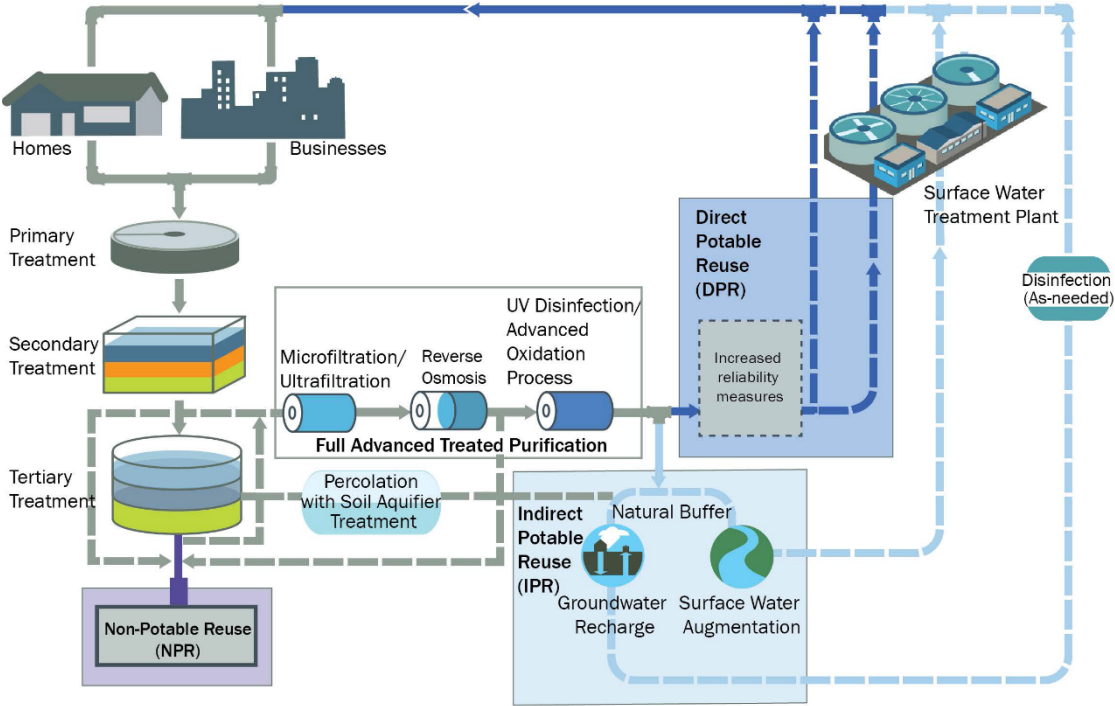 Homes
Businesses
Surface Water
Treatment Plant
Primary
Treatment
Direct
Potable
Reuse
(DPR)
Disinfection
(As-needed)
UV Disinfection/
Advanced
Oxidation
Process
Secondary
Treatment
Microfiltration/
Ultrafiltration
Reverse
Osmosis
Increased
reliability
measures
Full Advanced Treated Purification
Tertiary
Treatment
Percolation
with Soil Aquifier
Treatment
Indirect
Potable
Reuse
(IPR)
Natural Buffer
Groundwater
Recharge
Surface Water
Augmentation
Non-Potable Reuse
(NPR)